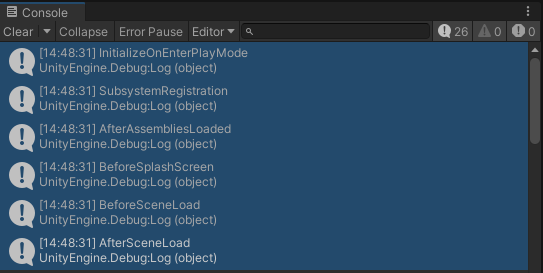 Console
Clear Collapse Error Pause Editor 26 0 0
[14:48:31] InitializeOnEnterPlayMode
UnityEngine.Debug:Log (object)
[14:48:31] SubsystemRegistration
UnityEngine.Debug:Log (object)
[14:48:31] AfterAssembliesLoaded
UnityEngine.Debug:Log (object)
[14:48:31] BeforeSplashScreen
UnityEngine.Debug:Log (object)
[14:48:31] BeforeSceneLoad
UnityEngine.Debug:Log (object)
[14:48:31] AfterSceneLoad
UnityEngine.Debug:Log (object)